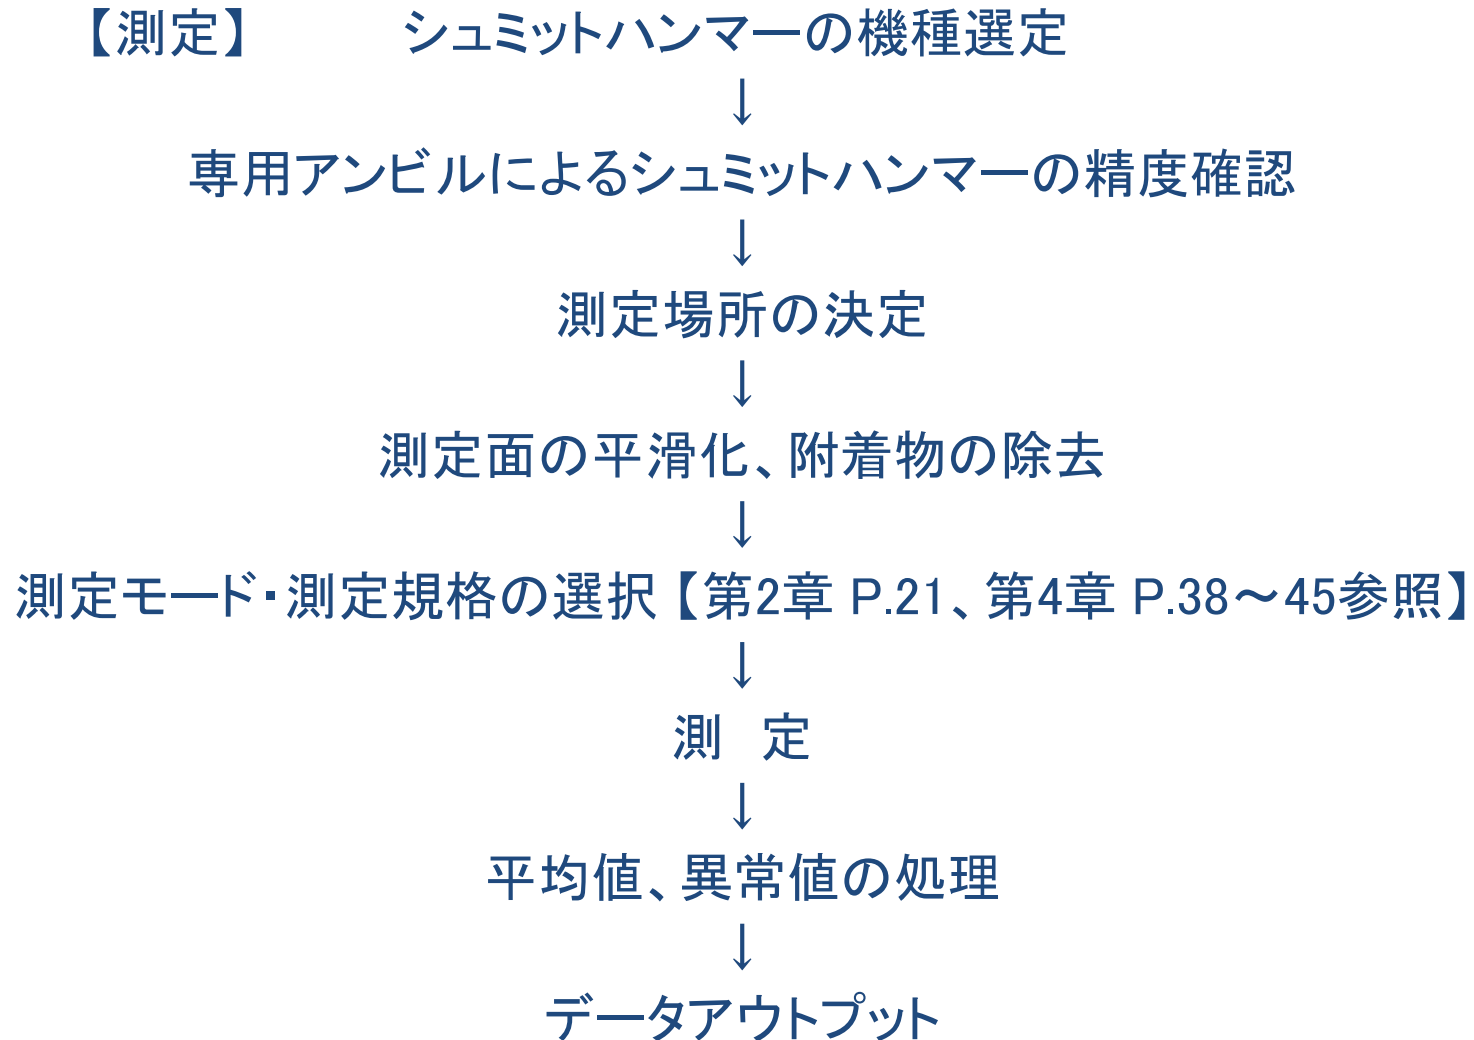 【測定】 シュミットハンマーの機種選定
↓
専用アンビルによるシュミットハンマーの精度確認
↓
測定場所の決定
↓
測定面の平滑化、附着物の除去
↓
測定モード・測定規格の選択【第2章 P.21、第4章 P.38～45参照】
↓
測　定
↓
平均値、異常値の処理
↓
データアウトプット